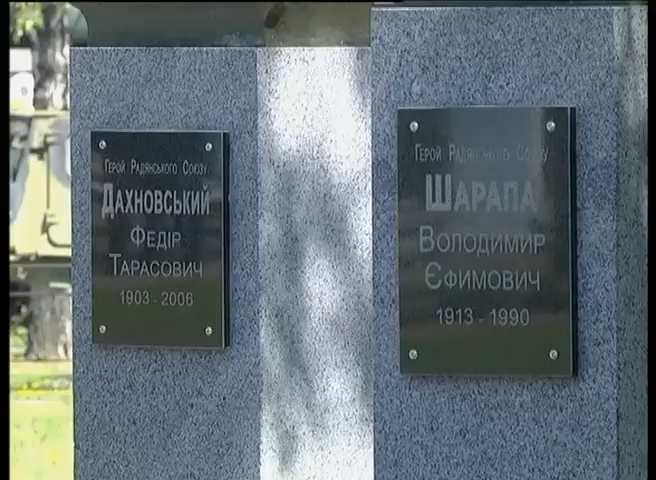 Герой Радянського Союзу
ДАХНОВСЬКИЙ
ФЕДІР
ТАРАСОВИЧ
1903 - 2006
Герой Радянського Союзу
ШАРАПА
ВОЛОДИМИР
ЄФИМОВИЧ
1913 - 1990